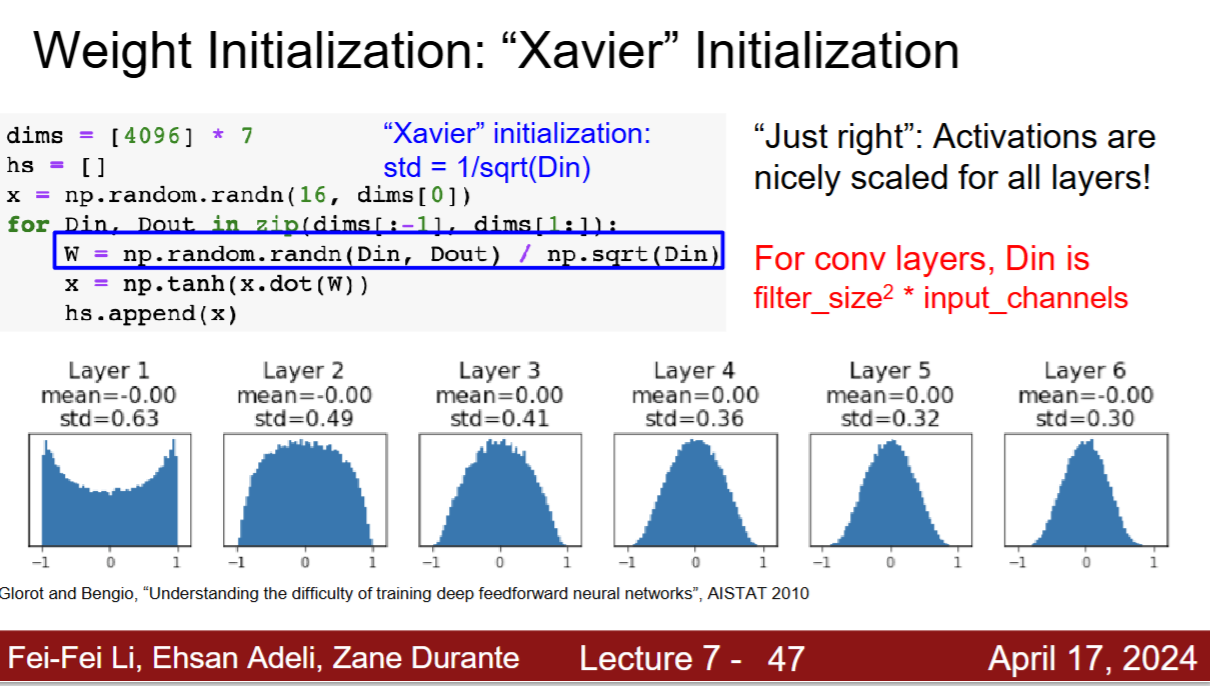 Weight Initialization: “Xavier” Initialization
dims = [4096] * 7
hs = []
x = np.random.randn(16, dims[0])
for Din, Dout in zip(dims[:-1], dims[1:]):
W = np.random.randn(Din, Dout) / np.sqrt(Din)
x = np.tanh(x.dot(W))
hs.append(x)
“Xavier” initialization:
std = 1/sqrt(Din)
“Just right”: Activations are
nicely scaled for all layers!
For conv layers, Din is
filter_size² * input_channels
Layer 1
mean=-0.00
std=0.63
−1 0 1
Layer 2
mean=-0.00
std=0.49
−1 0 1
Layer 3
mean=0.00
std=0.41
−1 0 1
Layer 4
mean=0.00
std=0.36
−1 0 1
Layer 5
mean=0.00
std=0.32
−1 0 1
Layer 6
mean=-0.00
std=0.30
−1 0 1
Glorot and Bengio, “Understanding the difficulty of training deep feedforward neural networks”, AISTAT 2010
Fei-Fei Li, Ehsan Adeli, Zane Durante
Lecture 7 - 47
April 17, 2024